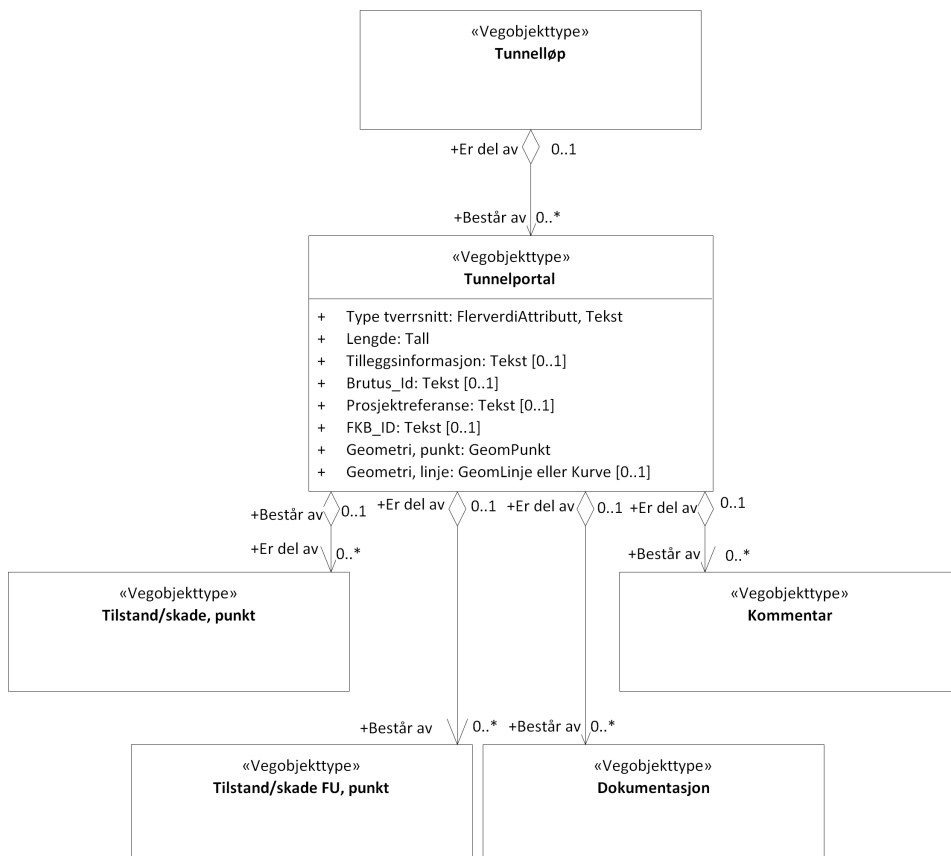 «Vegobjekttype»
Tunnelløp
+Er del av 0..1
+Består av 0..*
«Vegobjekttype»
Tunnelportal
+ Type tverrsnitt: FlerverdiAttributt, Tekst
+ Lengde: Tall
+ Tilleggsinformasjon: Tekst [0..1]
+ Brutus_Id: Tekst [0..1]
+ Prosjektreferanse: Tekst [0..1]
+ FKB_ID: Tekst [0..1]
+ Geometri, punkt: GeomPunkt
+ Geometri, linje: GeomLinje eller Kurve [0..1]
+Består av 0..1
+Er del av 0..1
+Er del av 0..1
+Er del av 0..1
+Er del av 0..*
+Består av 0..*
«Vegobjekttype»
Tilstand/skade, punkt
«Vegobjekttype»
Kommentar
+Består av 0..*
+Består av 0..*
«Vegobjekttype»
Tilstand/skade FU, punkt
«Vegobjekttype»
Dokumentasjon